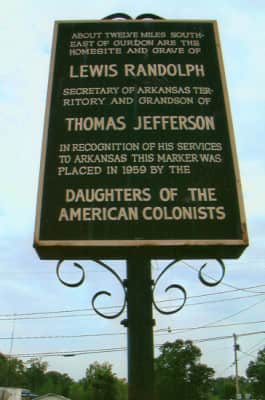 ABOUT TWELVE MILES SOUTH-
EAST OF GURDON ARE THE
HOMESITE AND GRAVE OF
LEWIS RANDOLPH
SECRETARY OF ARKANSAS TER-
RITORY AND GRANDSON OF
THOMAS JEFFERSON
IN RECOGNITION OF HIS SERVICES
TO ARKANSAS THIS MARKER WAS
PLACED IN 1959 BY THE
DAUGHTERS OF THE
AMERICAN COLONISTS